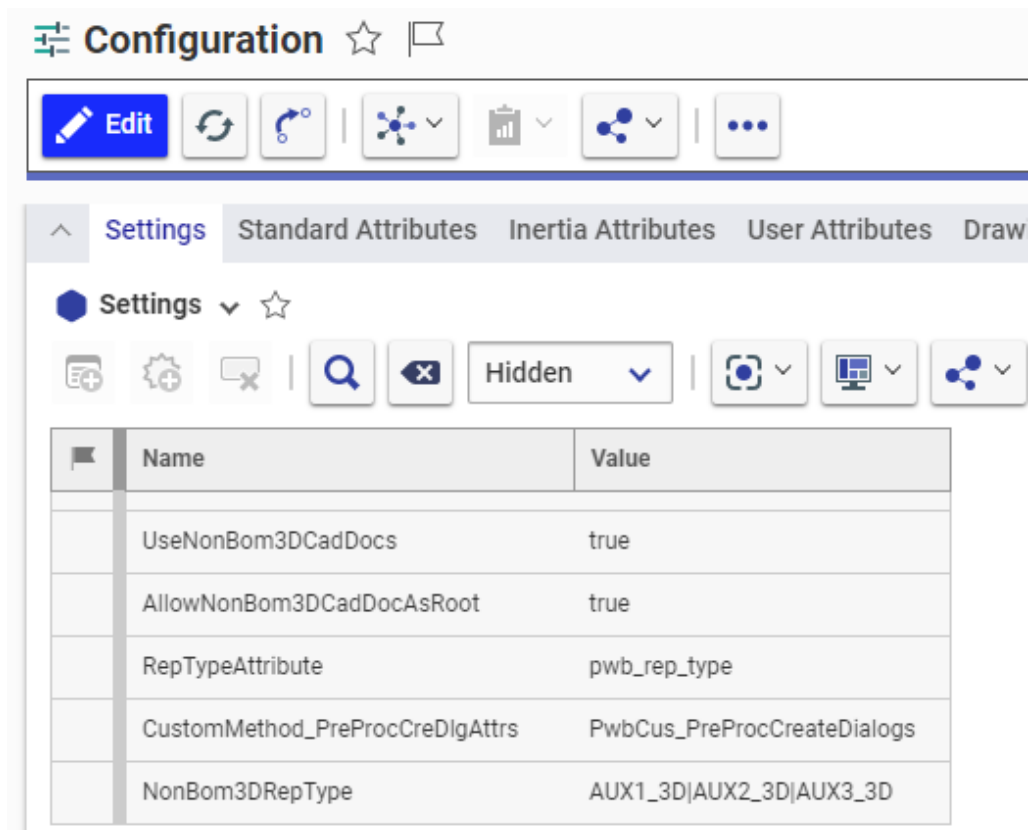 Configuration
Edit
Settings Standard Attributes Inertia Attributes User Attributes Draw
Settings
Hidden
Name Value
UseNonBom3DCadDocs true
AllowNonBom3DCadDocAsRoot true
RepTypeAttribute pwb_rep_type
CustomMethod_PreProcCreDlgAttrs PwbCus_PreProcCreateDialogs
NonBom3DRepType AUX1_3D|AUX2_3D|AUX3_3D